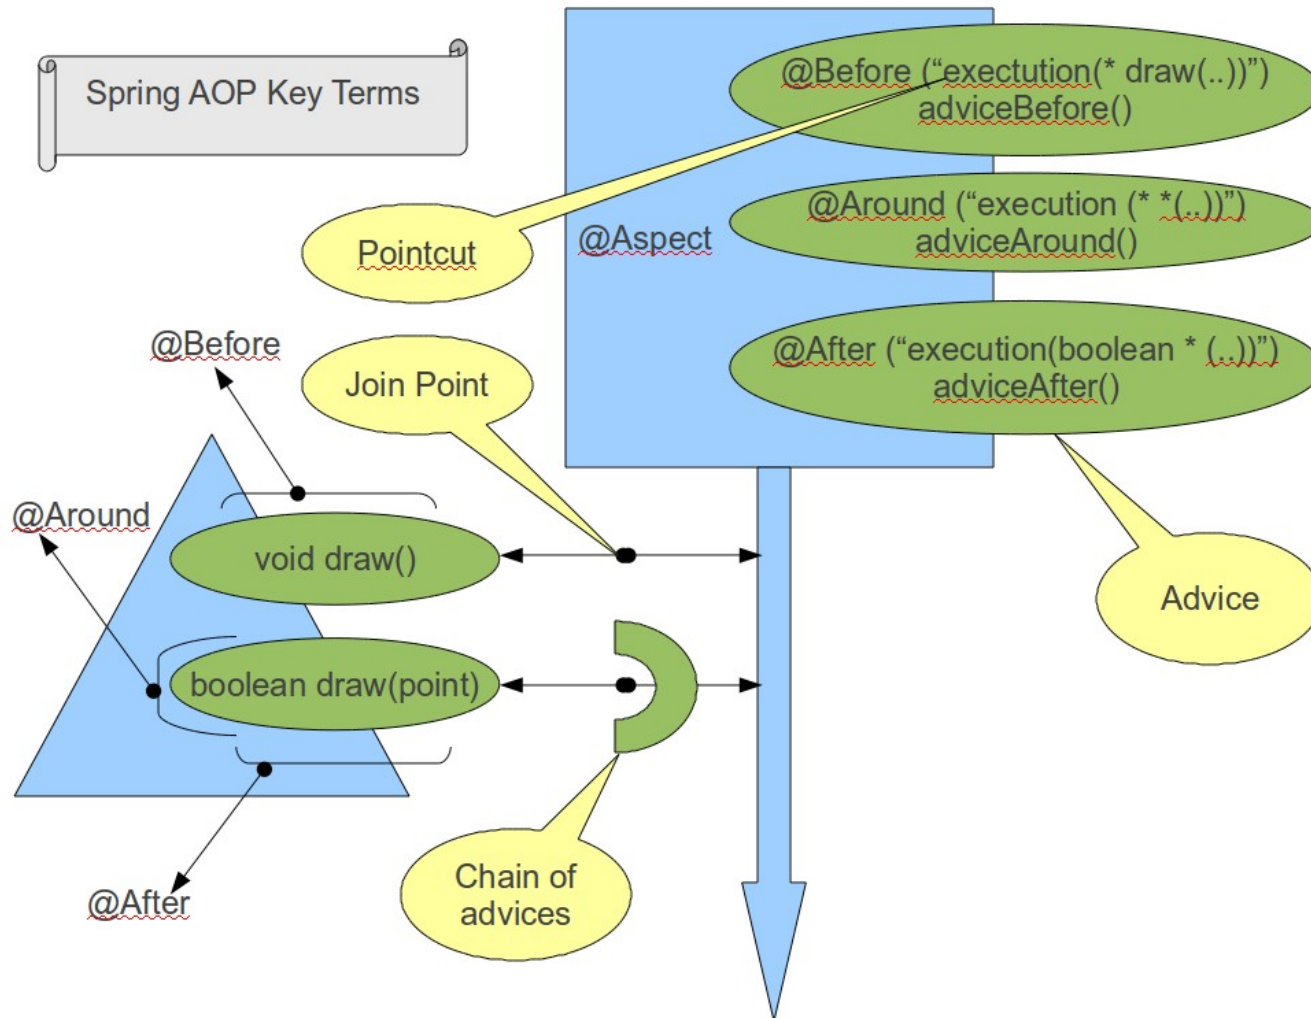 Spring AOP Key Terms
@Before (“exectution(* draw(..))”)
adviceBefore()
@Around (“execution (* *(..))”)
adviceAround()
@Aspect
Pointcut
@After (“execution(boolean * (..))”)
adviceAfter()
@Before
Join Point
@Around
void draw()
Advice
boolean draw(point)
Chain of
advices
@After